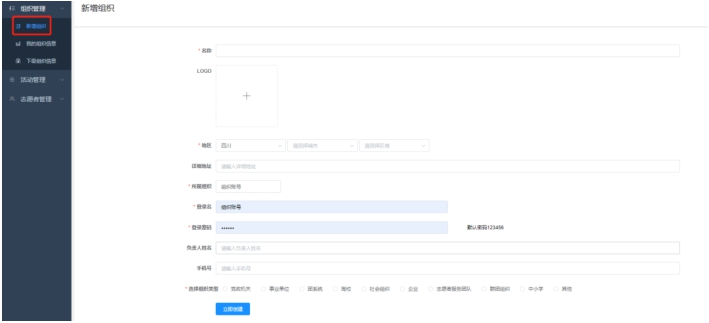 组织管理
新增组织
我的组织信息
下级组织信息
活动管理
志愿者管理
新增组织
* 名称
LOGO
* 地区 四川 请选择城市 请选择区域
详细地址 请输入详细地址
* 所属组织 组织账号
* 登录名 组织账号
* 登录密码 •••••• 默认密码123456
负责人姓名 请输入负责人姓名
手机号 请输入手机号
* 选择组织类型 党政机关 事业单位 团系统 高校 社会组织 企业 志愿者服务团队 群团组织 中小学 其他
立即创建